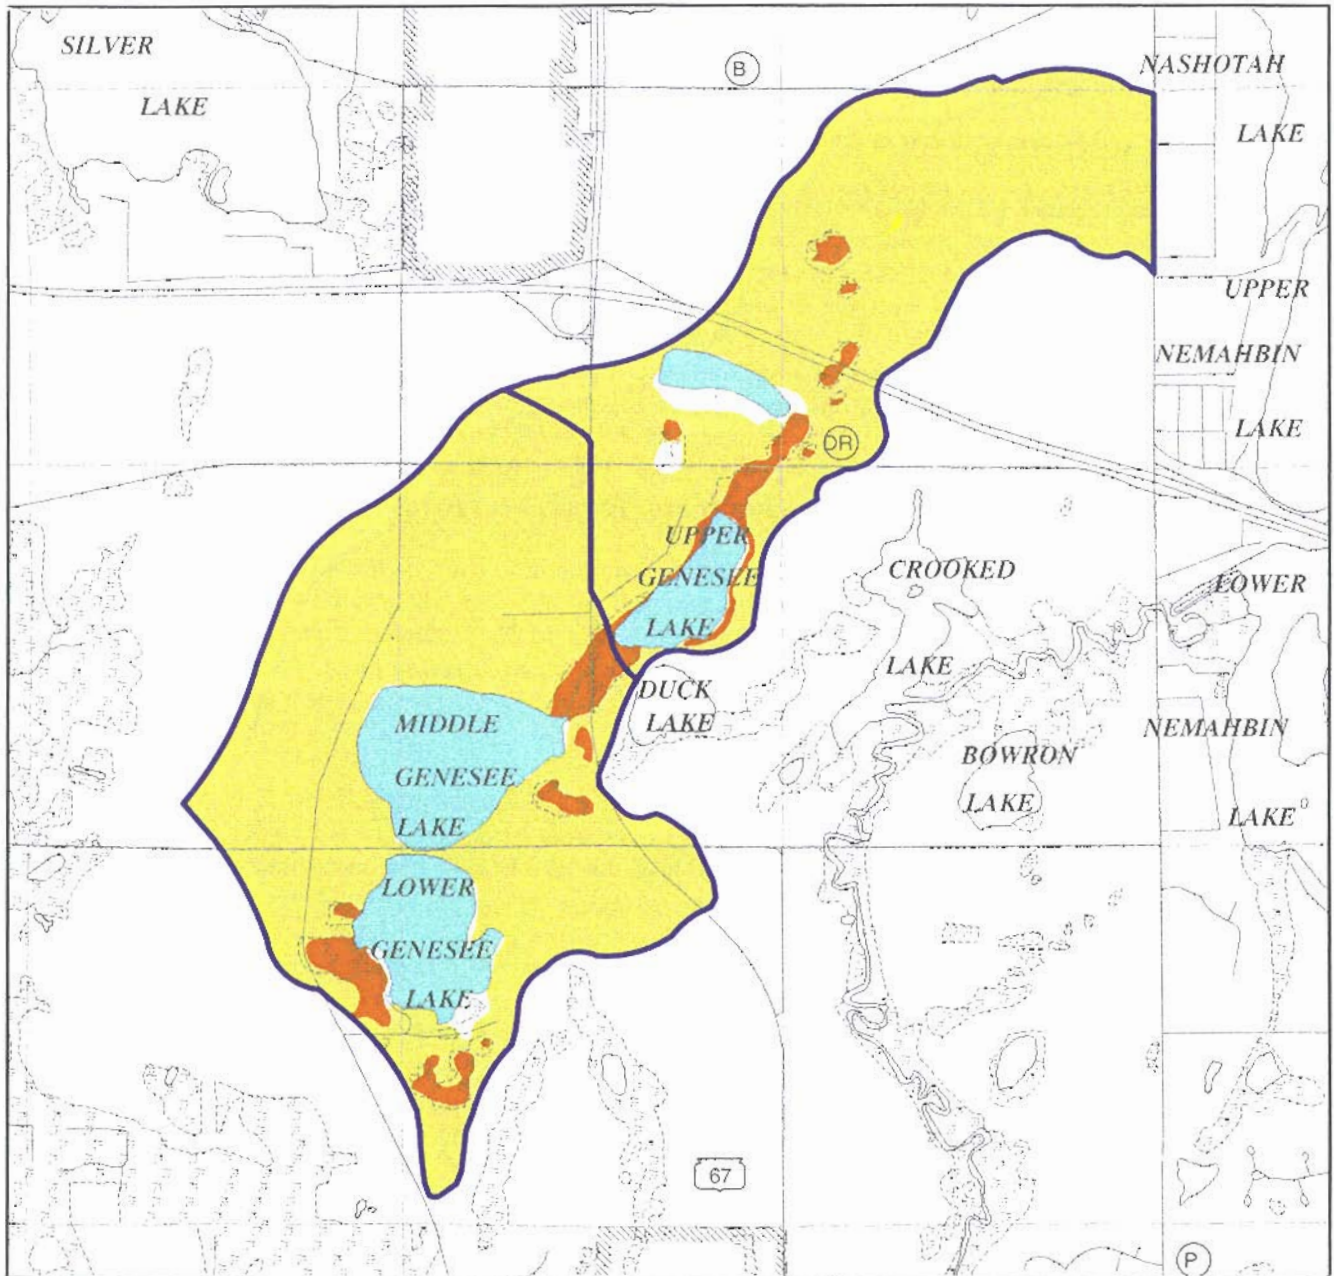 SILVER
LAKE
B
NASHOTAH
LAKE
UPPER
NEMAHBIN
LAKE
DR
UPPER
GENESEE
LAKE
CROOKED
LAKE
LOWER
NEMAHBIN
LAKE
DUCK
LAKE
MIDDLE
GENESEE
LAKE
BOWRON
LAKE
LOWER
GENESEE
LAKE
67
P